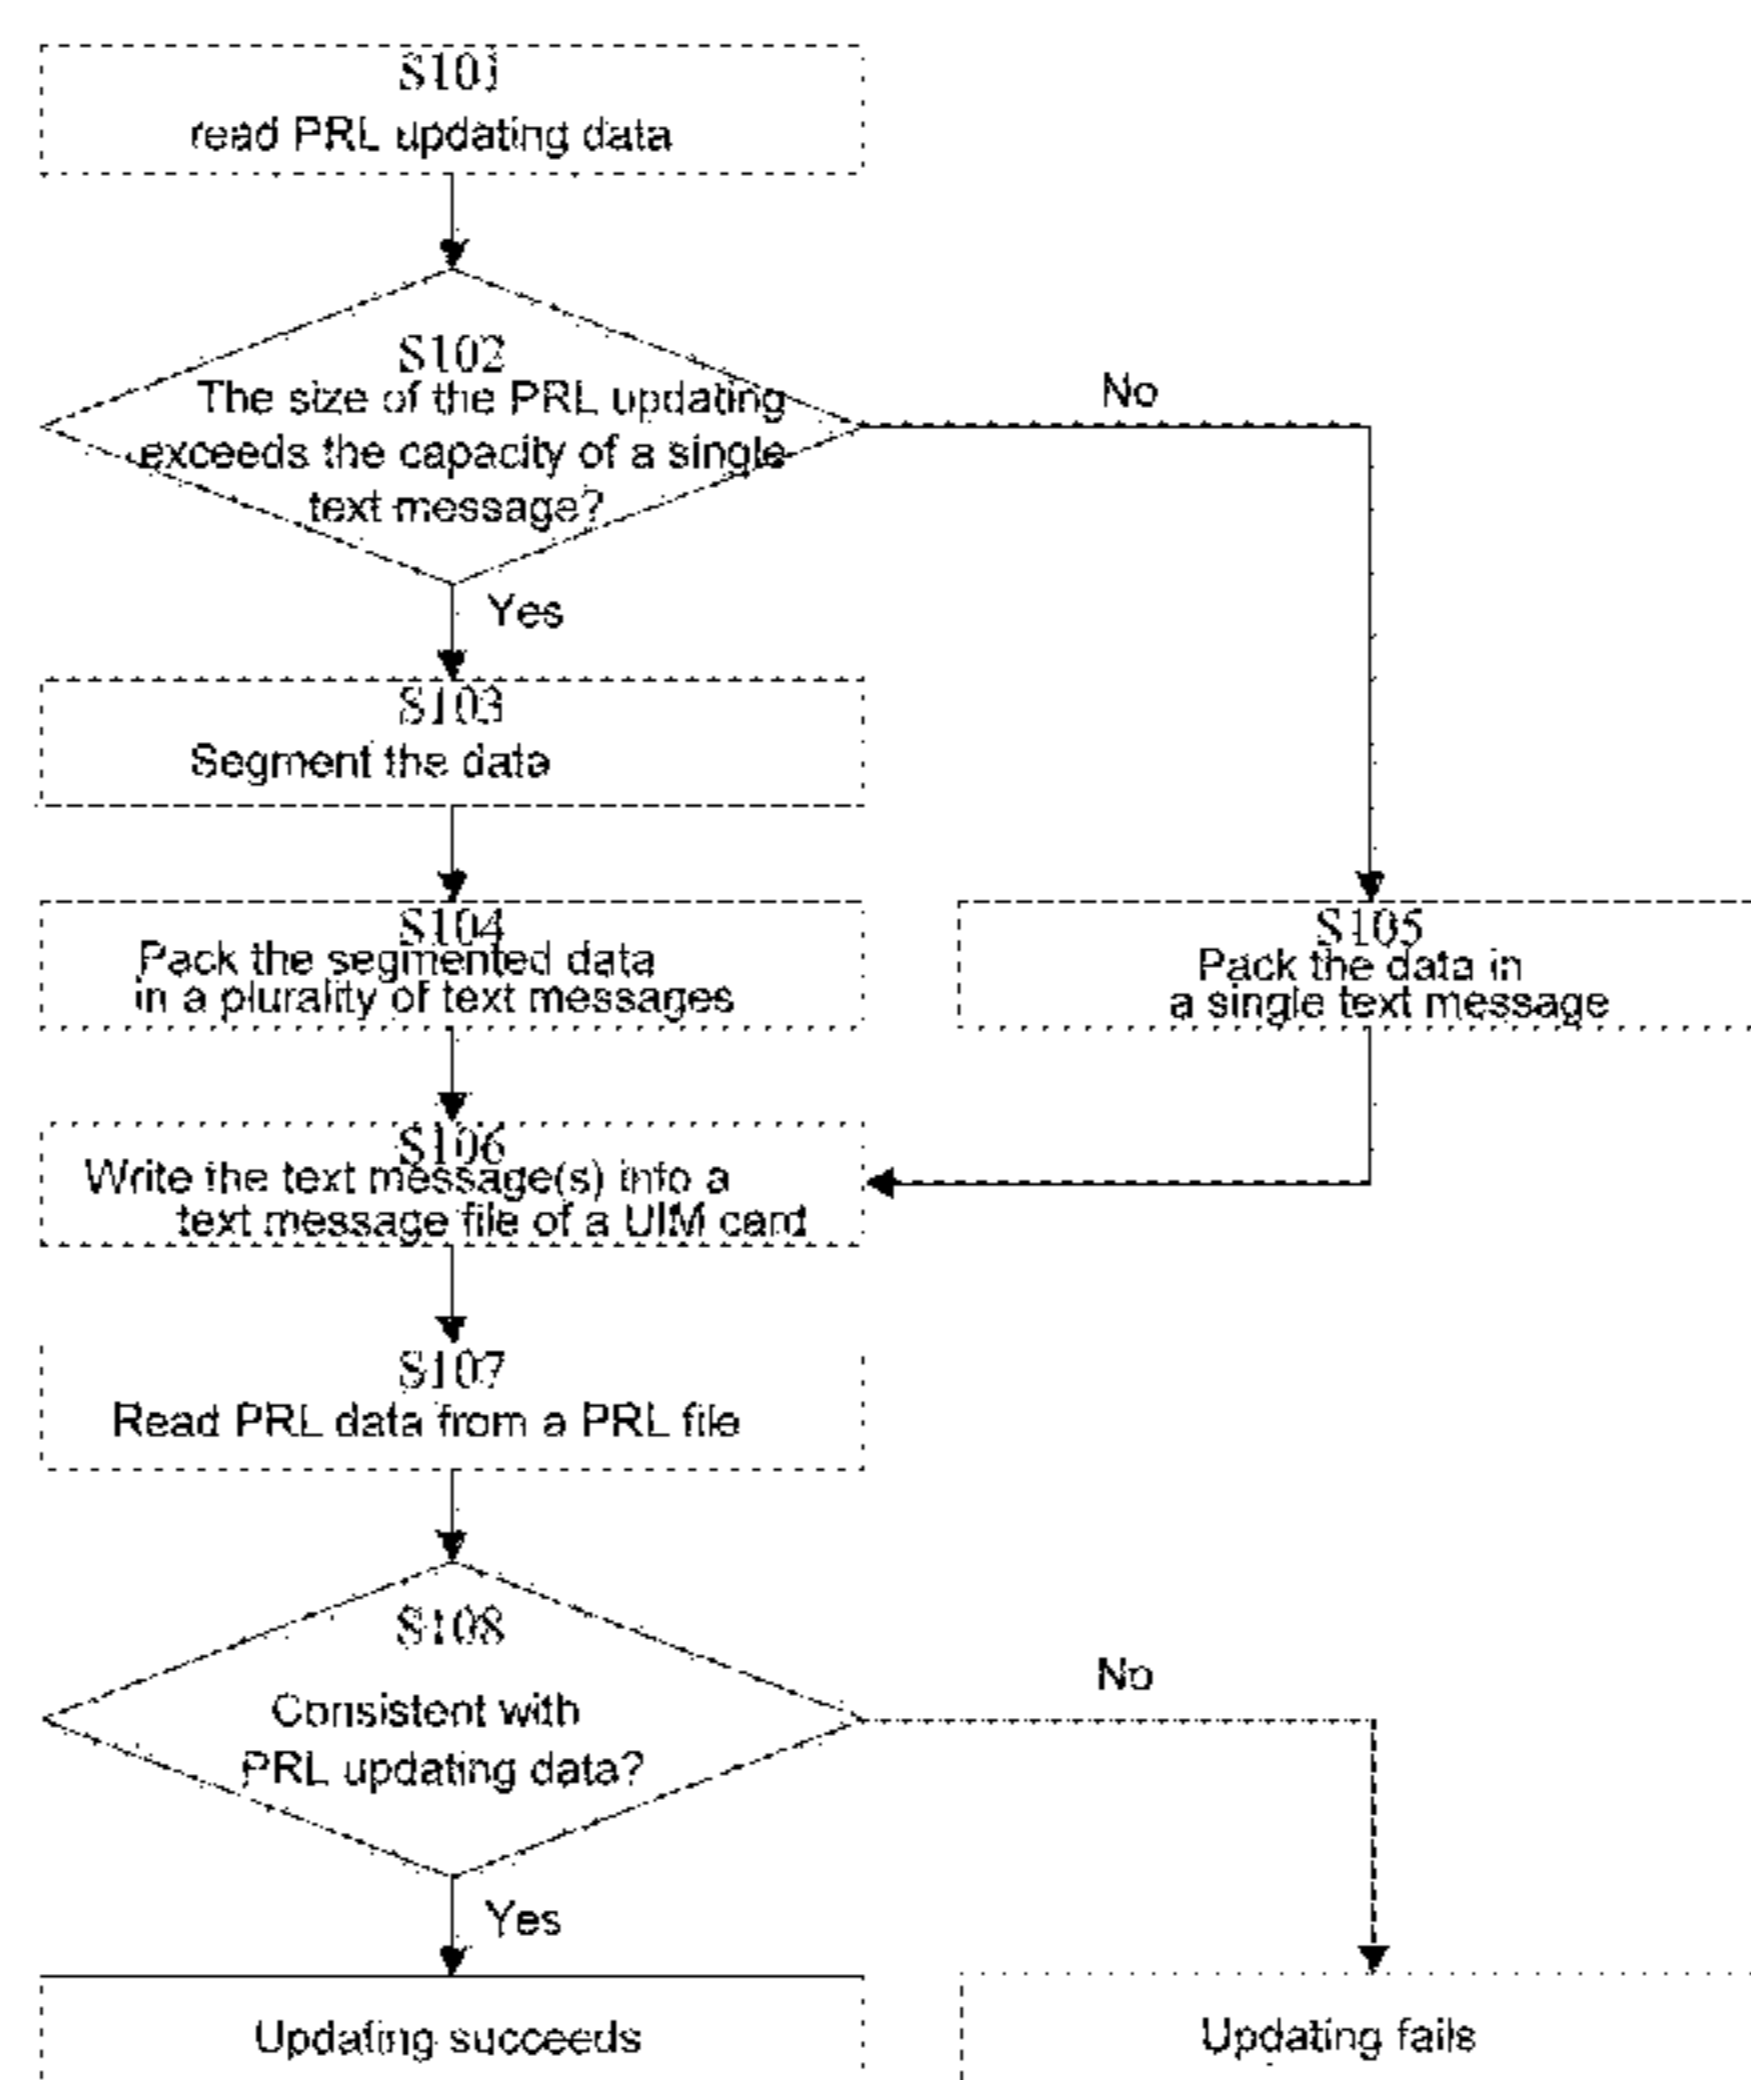 S101
read PRL updating data
S102
The size of the PRL updating
exceeds the capacity of a single
text message?
No
Yes
S103
Segment the data
S104
Pack the segmented data
in a plurality of text messages
S105
Pack the data in
a single text message
S106
Write the text message(s) into a
text message file of a UIM card
S107
Read PRL data from a PRL file
S108
Consistent with
PRL updating data?
No
Yes
Updating succeeds
Updating fails